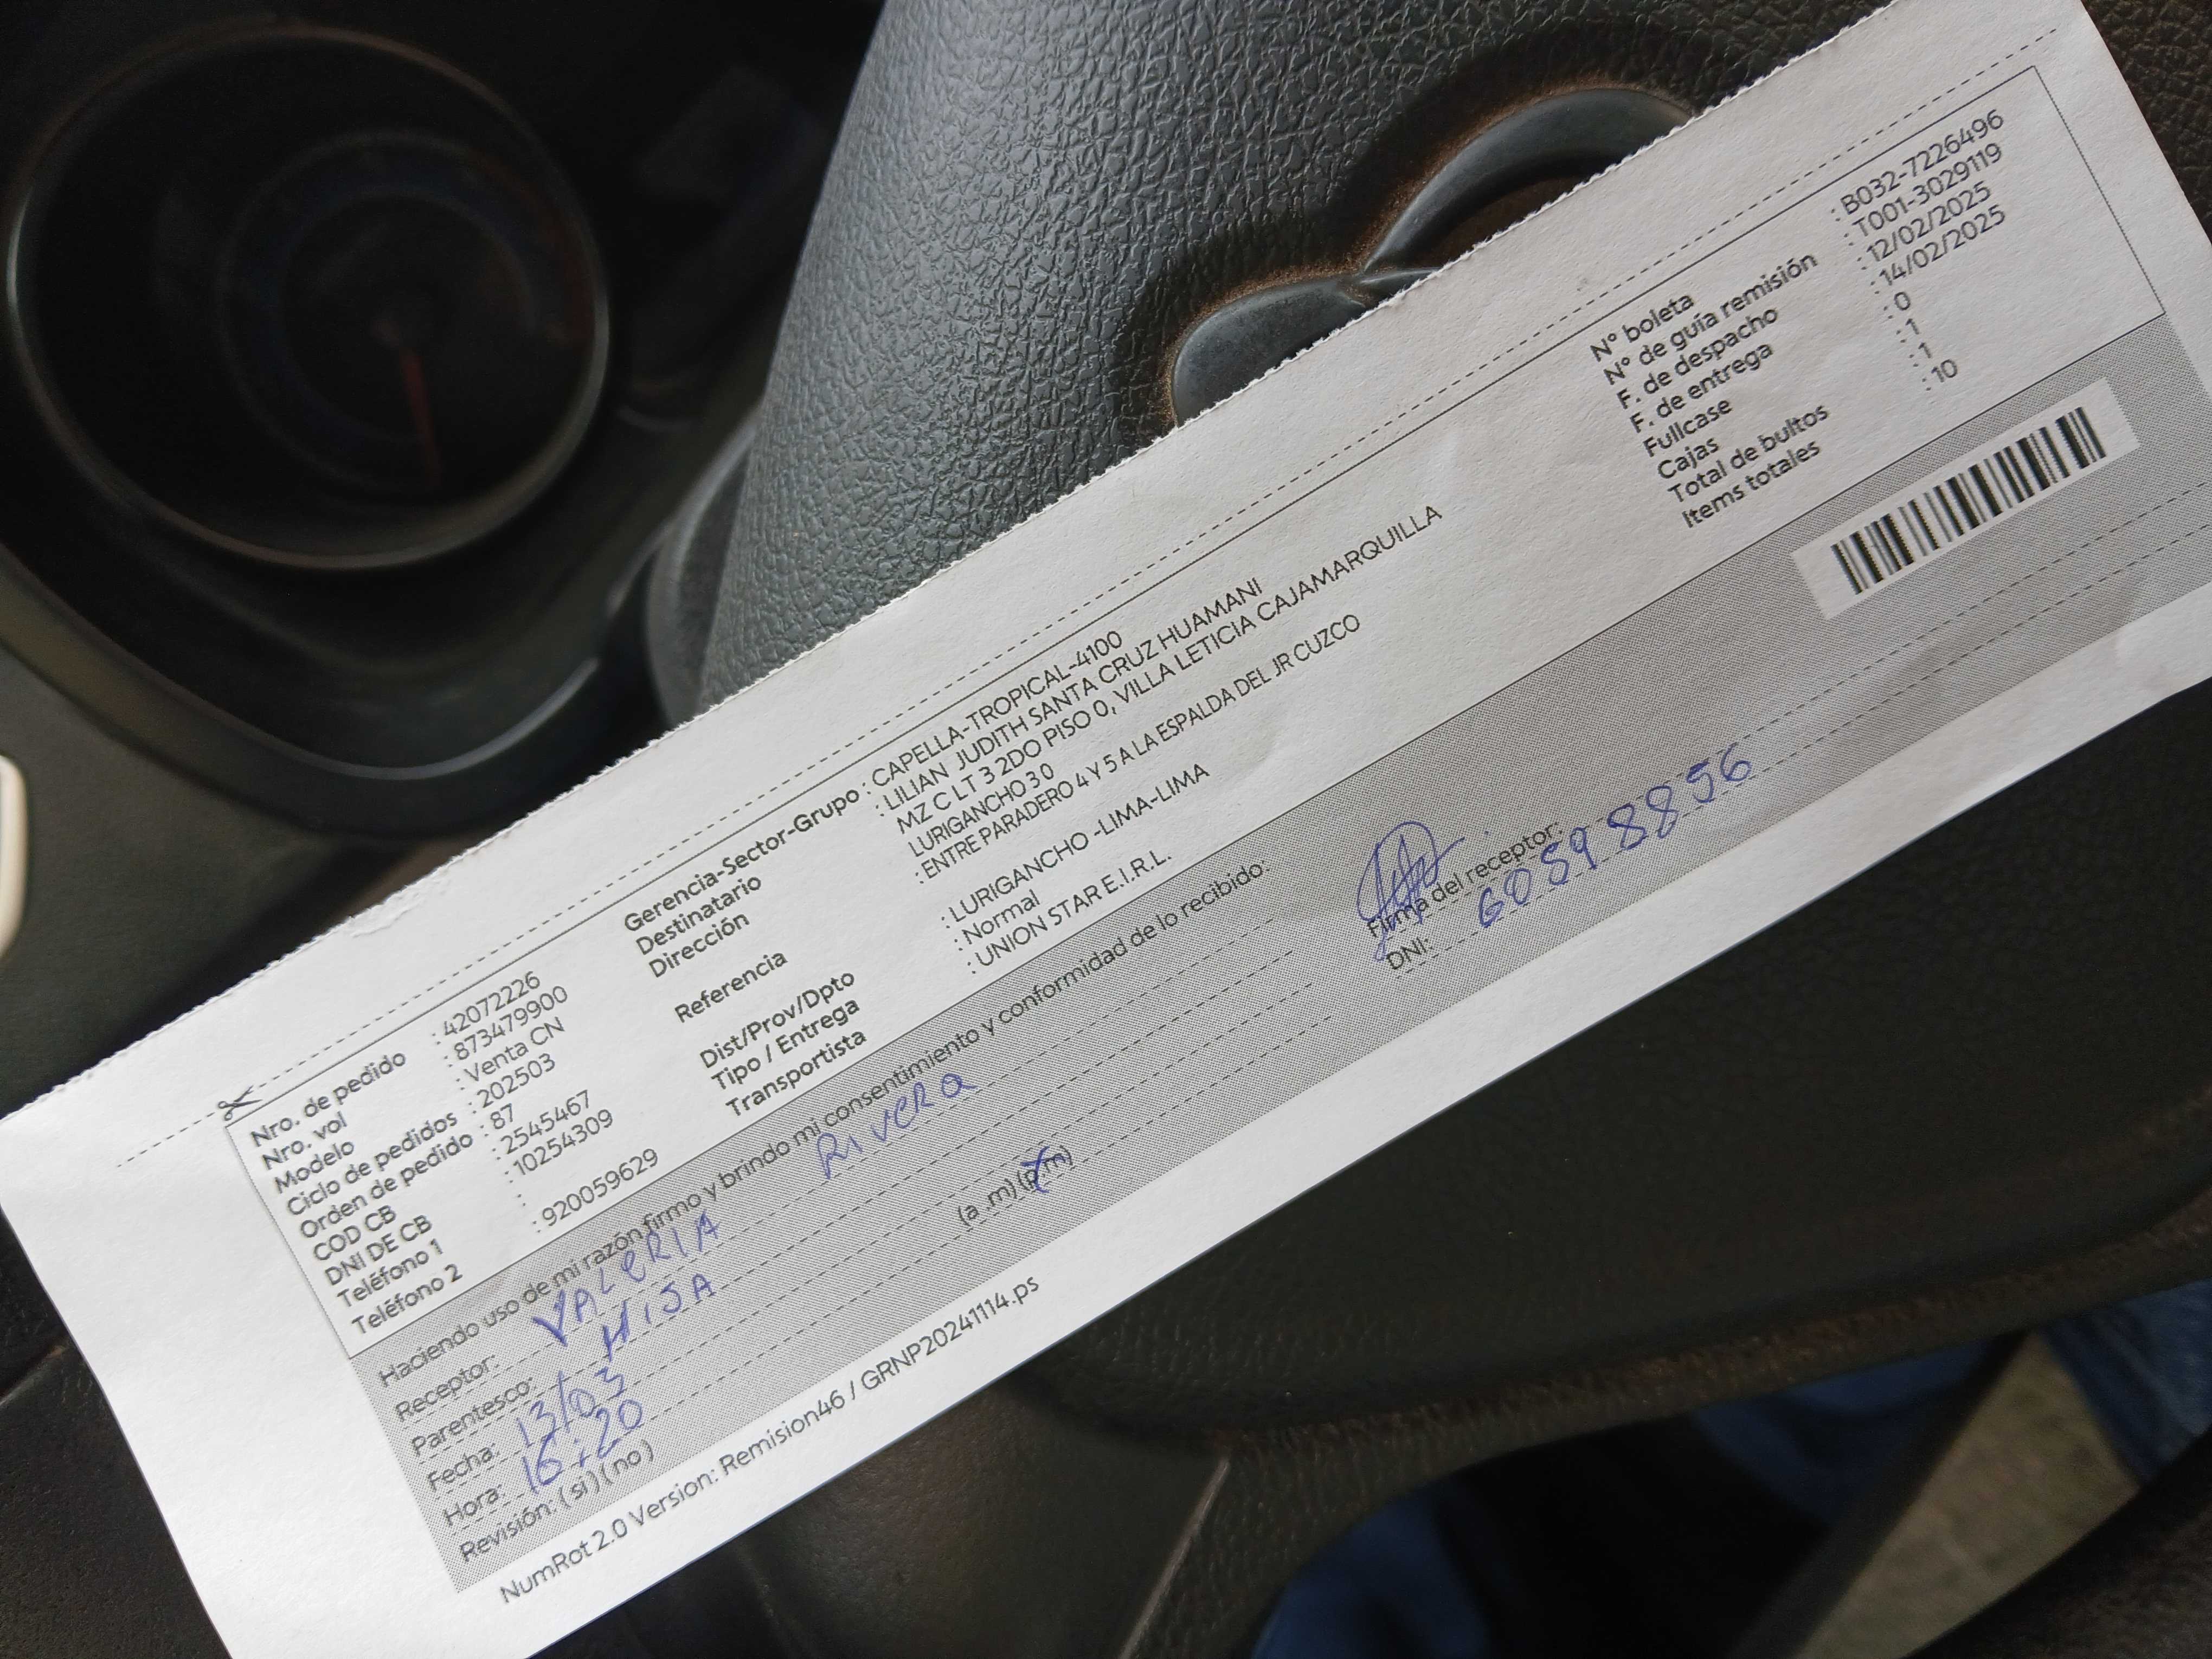 Nro. de pedido : 42072226
Nro. vol : 873479900
Modelo : Venta CN
Ciclo de pedidos : 202503
Orden de pedido : 87
COD CB : 2545467
DNI DE CB : 10254309
Teléfono 1 :
Teléfono 2 : 920059629
Gerencia-Sector-Grupo : CAPELLA-TROPICAL-4100
Destinatario : LILIAN JUDITH SANTA CRUZ HUAMANI
Dirección MZ C LT 3 2DO PISO 0, VILLA LETICIA CAJAMARQUILLA
LURIGANCHO 3 0
Referencia : ENTRE PARADERO 4 Y 5 A LA ESPALDA DEL JR CUZCO
Dist/Prov/Dpto : LURIGANCHO -LIMA-LIMA
Tipo / Entrega : Normal
Transportista : UNION STAR E.I.R.L.
N° boleta : B032-7226496
N° de guía remisión : T001-3029119
F. de despacho : 12/02/2025
F. de entrega : 14/02/2025
Fullcase : 0
Cajas : 1
Total de bultos : 1
Items totales : 10
Haciendo uso de mi razón firmo y brindo mi consentimiento y conformidad de lo recibido:
Receptor: VALERIA RIVERA
Parentesco: HIJA
Fecha: 13/03
Hora: 16:20 (a .m) (p.m)
Revisión: ( si ) ( no )
Firma del receptor:
DNI: 60598856
NumRot 2.0 Version: Remision46 / GRNP20241114.ps